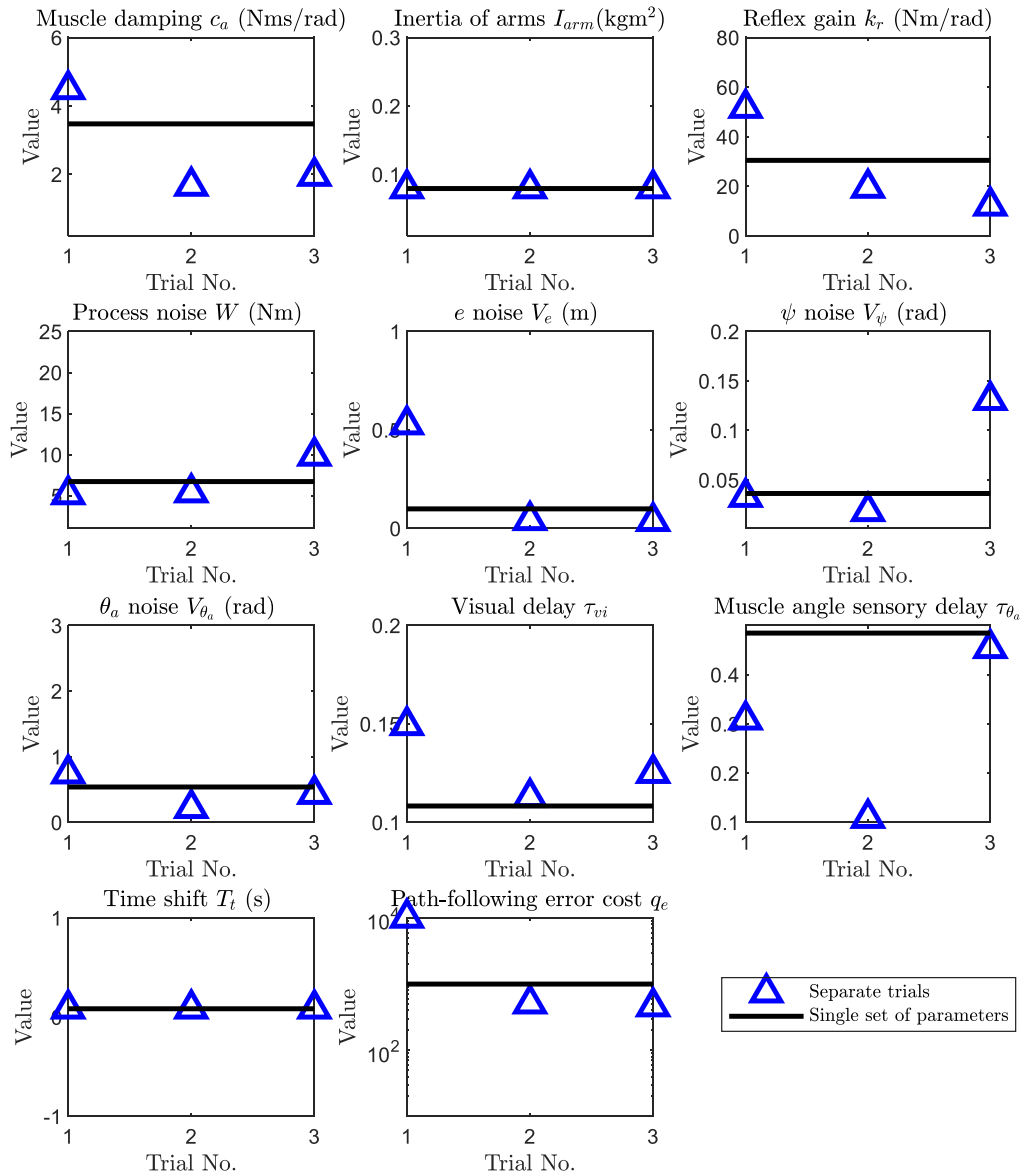 Muscle damping c_a (Nms/rad) Inertia of arms I_arm(kgm²) Reflex gain k_r (Nm/rad)
6 0.3 80
60
4 0.2
Value Value Value 40
2 0.1
20
0
1 2 3 1 2 3 1 2 3
Trial No. Trial No. Trial No.
Process noise W (Nm) e noise V_e (m) ψ noise V_ψ (rad)
25 1 0.2
20
0.15
15
Value Value 0.5 Value 0.1
10
0.05
5
0
1 2 3 1 2 3 1 2 3
Trial No. Trial No. Trial No.
θ_a noise V_θ_a (rad) Visual delay τ_vi Muscle angle sensory delay τ_θ_a
3 0.2
0.4
2
Value Value 0.15 Value 0.3
1
0.2
0 0.1 0.1
1 2 3 1 2 3 1 2 3
Trial No. Trial No. Trial No.
Time shift T_t (s) Path-following error cost q_e
1 10⁴
Separate trials
Value 0 Value Single set of parameters
10²
-1
1 2 3 1 2 3
Trial No. Trial No.